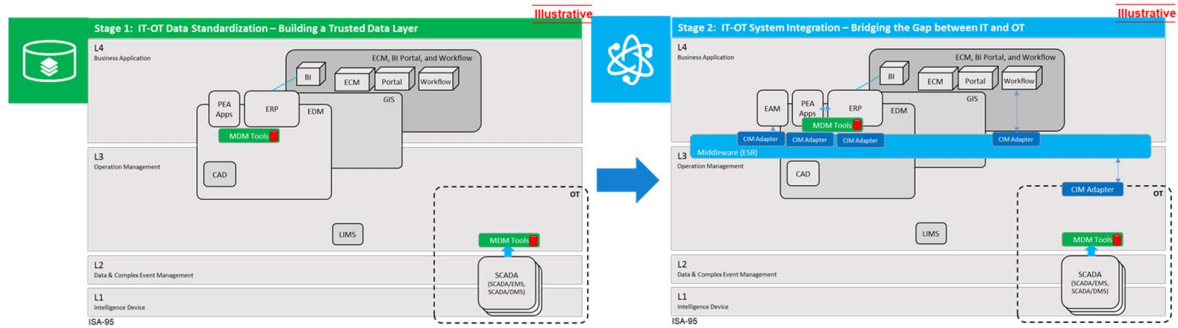 Illustrative
Stage 1: IT-OT Data Standardization – Building a Trusted Data Layer
L4
Business Application
ECM, BI Portal, and Workflow
BI
ECM
Portal
Workflow
GIS
PEA
Apps
ERP
EDM
MDM Tools
L3
Operation Management
CAD
OT
LIMS
MDM Tools
L2
Data & Complex Event Management
SCADA
(SCADA/EMS,
SCADA/DMS)
L1
Intelligence Device
ISA-95
Illustrative
Stage 2: IT-OT System Integration – Bridging the Gap between IT and OT
L4
Business Application
ECM, BI Portal, and Workflow
BI
ECM
Portal
Workflow
GIS
EAM
PEA
Apps
ERP
EDM
MDM Tools
CIM Adapter
CIM Adapter
CIM Adapter
CIM Adapter
Middleware (ESB)
L3
Operation Management
CAD
CIM Adapter
OT
LIMS
MDM Tools
L2
Data & Complex Event Management
SCADA
(SCADA/EMS,
SCADA/DMS)
L1
Intelligence Device
ISA-95